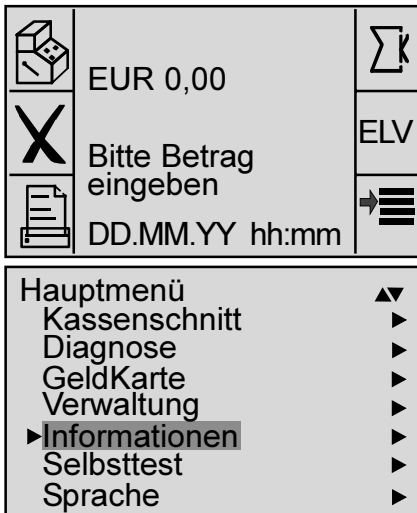 EUR 0,00
ELV
Bitte Betrag
eingeben
DD.MM.YY hh:mm
Hauptmenü
Kassenschnitt
Diagnose
GeldKarte
Verwaltung
Informationen
Selbsttest
Sprache